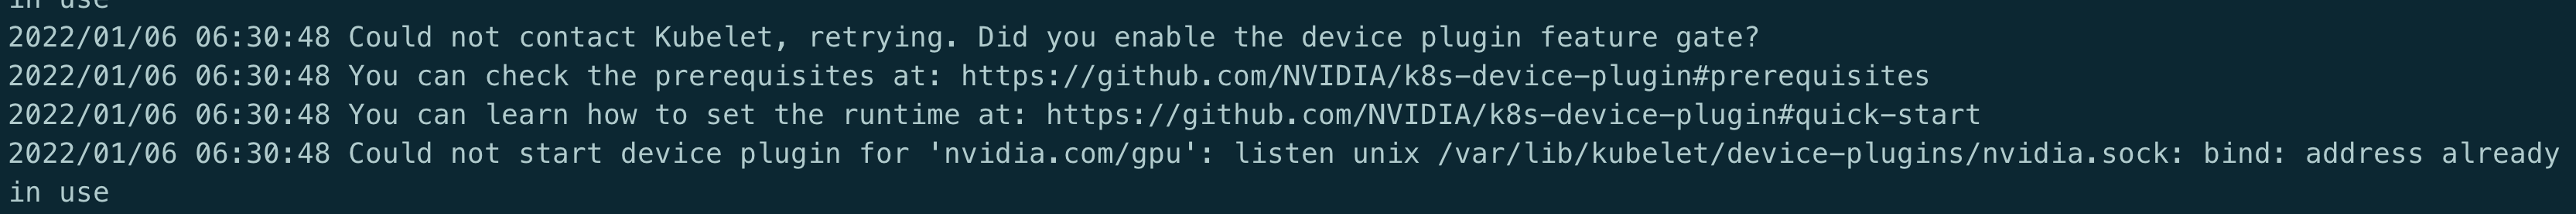 in use
2022/01/06 06:30:48 Could not contact Kubelet, retrying. Did you enable the device plugin feature gate?
2022/01/06 06:30:48 You can check the prerequisites at: https://github.com/NVIDIA/k8s-device-plugin#prerequisites
2022/01/06 06:30:48 You can learn how to set the runtime at: https://github.com/NVIDIA/k8s-device-plugin#quick-start
2022/01/06 06:30:48 Could not start device plugin for 'nvidia.com/gpu': listen unix /var/lib/kubelet/device-plugins/nvidia.sock: bind: address already
in use